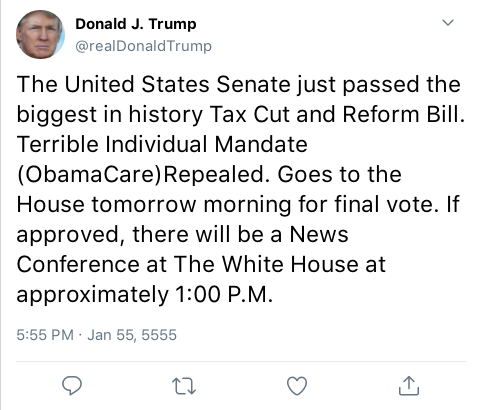 Donald J. Trump
@realDonaldTrump
The United States Senate just passed the
biggest in history Tax Cut and Reform Bill.
Terrible Individual Mandate
(ObamaCare)Repealed. Goes to the
House tomorrow morning for final vote. If
approved, there will be a News
Conference at The White House at
approximately 1:00 P.M.
5:55 PM · Jan 55, 5555